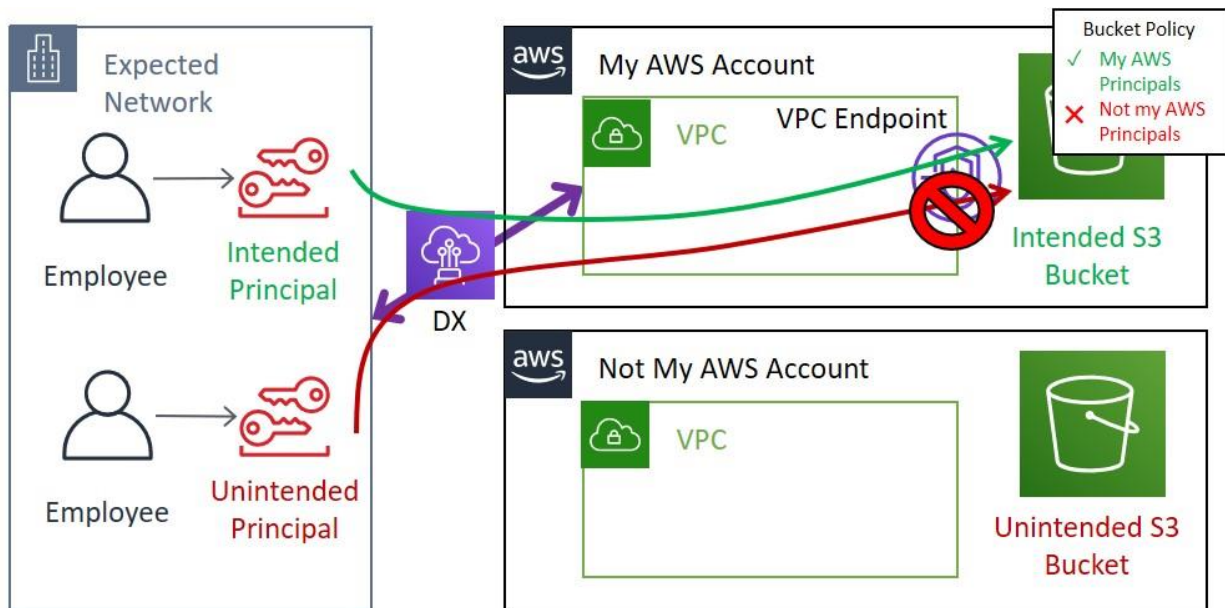 Expected
Network
Employee
Intended
Principal
Employee
Unintended
Principal
DX
aws
My AWS Account
VPC
VPC Endpoint
Bucket Policy
✓ My AWS
Principals
✕ Not my AWS
Principals
Intended S3
Bucket
aws
Not My AWS Account
VPC
Unintended S3
Bucket